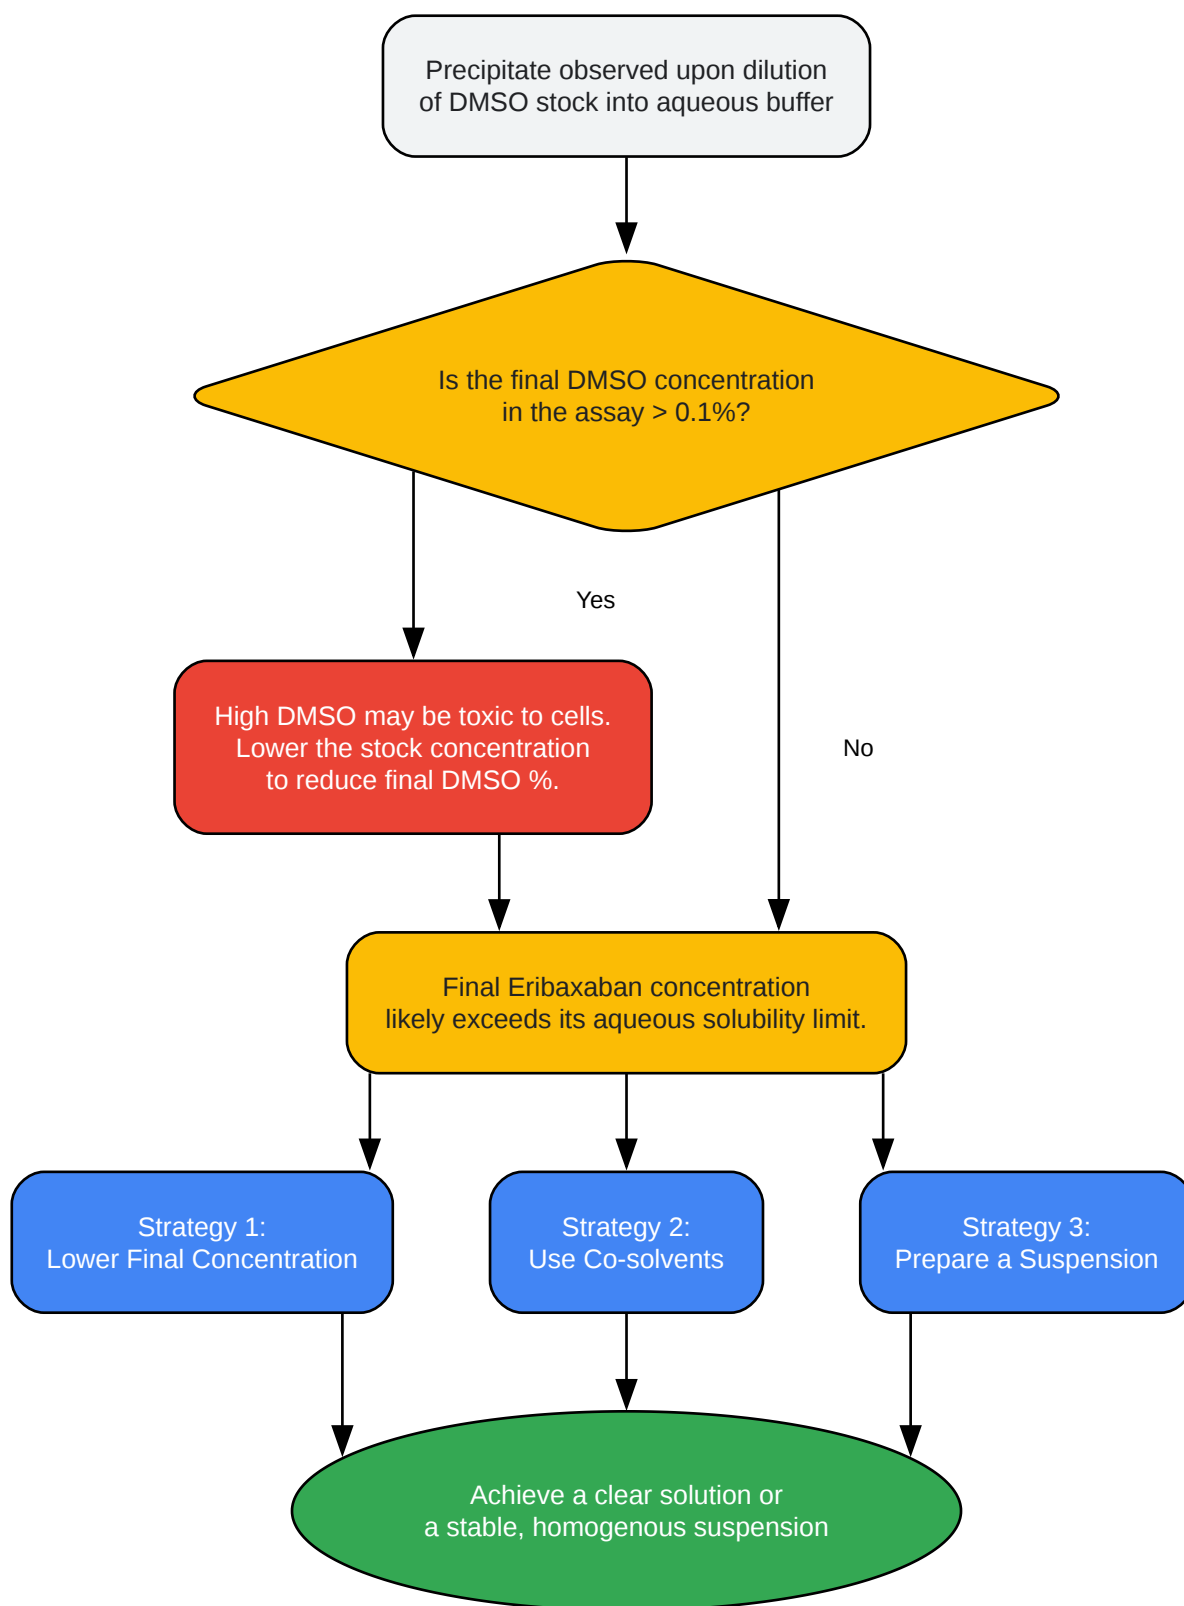 Precipitate observed upon dilution
of DMSO stock into aqueous buffer
Is the final DMSO concentration
in the assay > 0.1%?
Yes
High DMSO may be toxic to cells.
Lower the stock concentration
to reduce final DMSO %.
No
Final Eribaxaban concentration
likely exceeds its aqueous solubility limit.
Strategy 1:
Lower Final Concentration
Strategy 2:
Use Co-solvents
Strategy 3:
Prepare a Suspension
Achieve a clear solution or
a stable, homogenous suspension